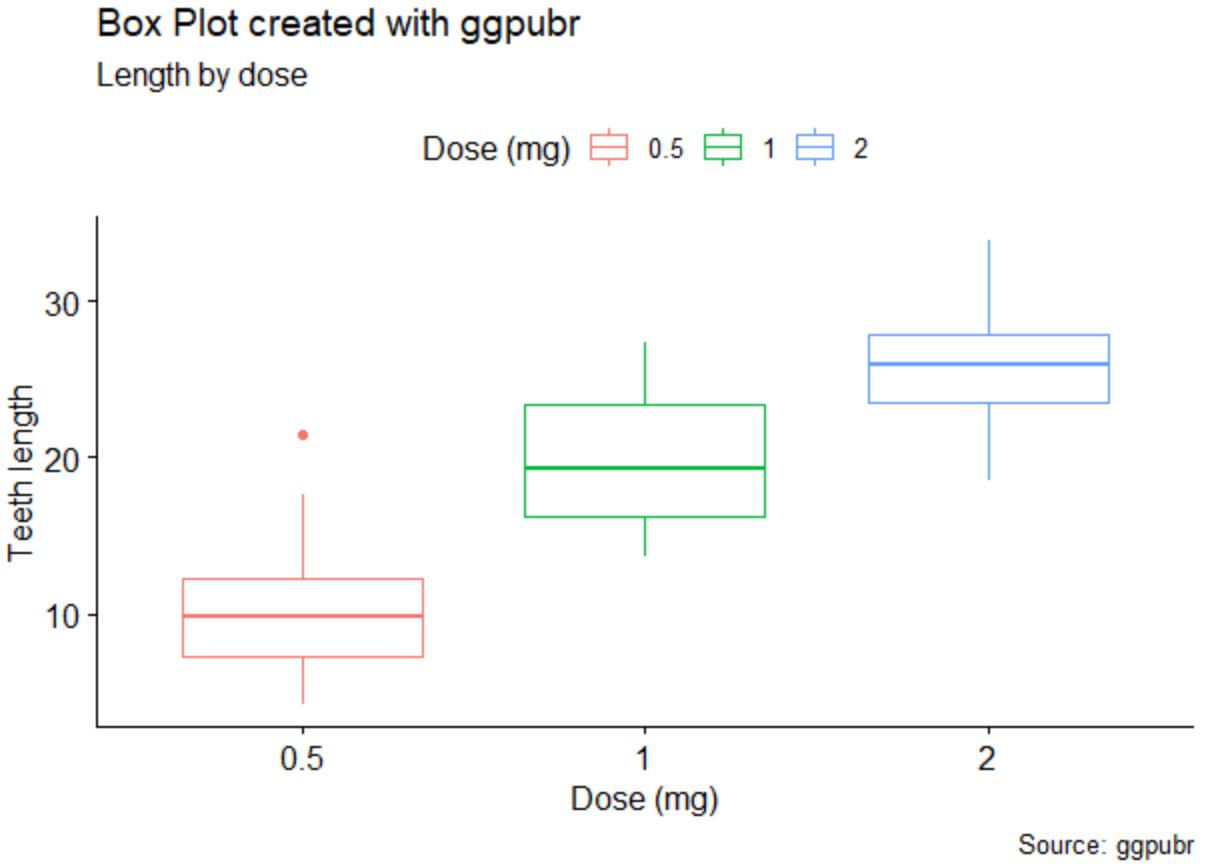 Box Plot created with ggpubr
Length by dose
Dose (mg) 0.5 1 2
30
20
10
Teeth length
0.5 1 2
Dose (mg)
Source: ggpubr